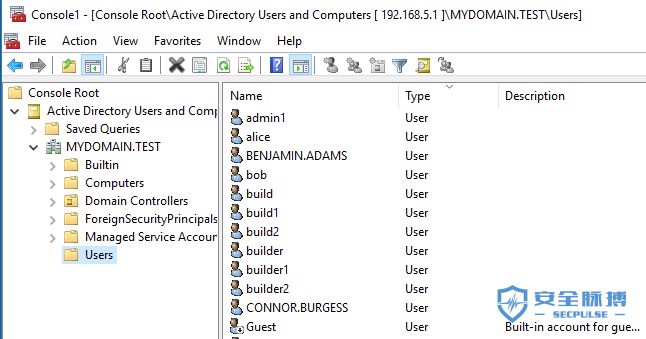 Console1 - [Console Root\Active Directory Users and Computers [ 192.168.5.1 ]\MYDOMAIN.TEST\Users]
File Action View Favorites Window Help
Console Root
Active Directory Users and Comp
Saved Queries
MYDOMAIN.TEST
Builtin
Computers
Domain Controllers
ForeignSecurityPrincipals
Managed Service Accoun
Users
Name Type Description
admin1 User
alice User
BENJAMIN.ADAMS User
bob User
build User
build1 User
build2 User
builder User
builder1 User
builder2 User
CONNOR.BURGESS User
Guest User Built-in account for gue...
安全脉搏
SECPULSE